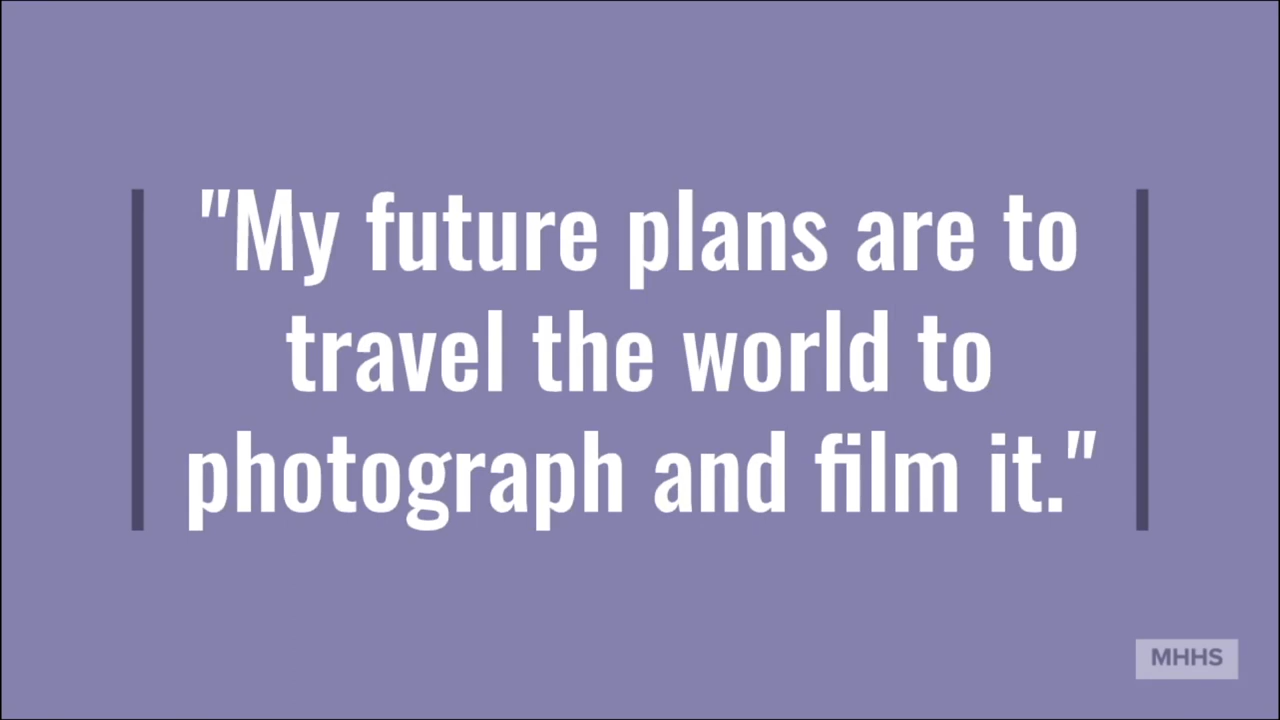 "My future plans are to
travel the world to
photograph and film it."
MHHS